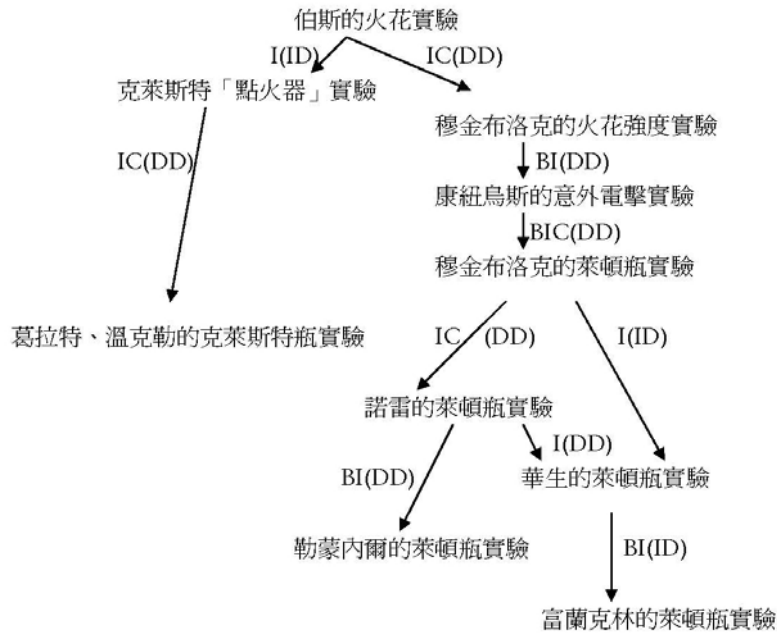 伯斯的火花實驗
I(ID) IC(DD)
克萊斯特「點火器」實驗
穆金布洛克的火花強度實驗
IC(DD) BI(DD)
康紐烏斯的意外電擊實驗
BIC(DD)
穆金布洛克的萊頓瓶實驗
葛拉特、溫克勒的克萊斯特瓶實驗
IC (DD) I(ID)
諾雷的萊頓瓶實驗
I(DD)
BI(DD) 華生的萊頓瓶實驗
勒蒙內爾的萊頓瓶實驗 BI(ID)
富蘭克林的萊頓瓶實驗